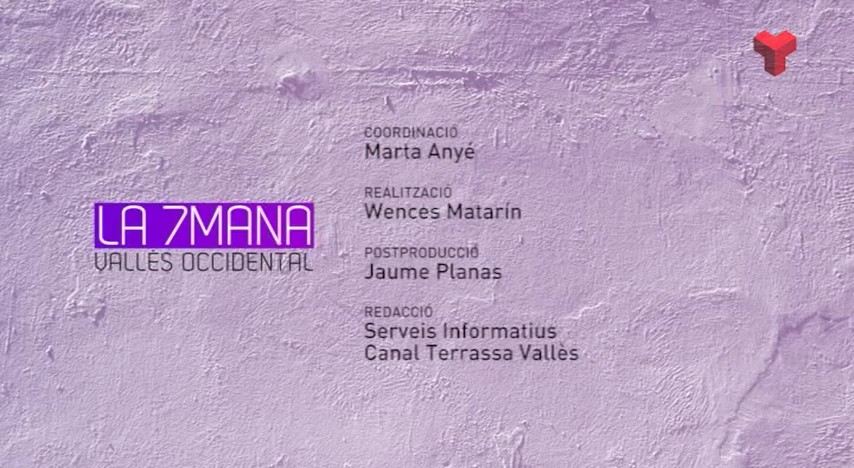 LA 7MANA
VALLÈS OCCIDENTAL
COORDINACIÓ
Marta Anyé
REALITZACIÓ
Wences Matarín
POSTPRODUCCIÓ
Jaume Planas
REDACCIÓ
Serveis Informatius
Canal Terrassa Vallès